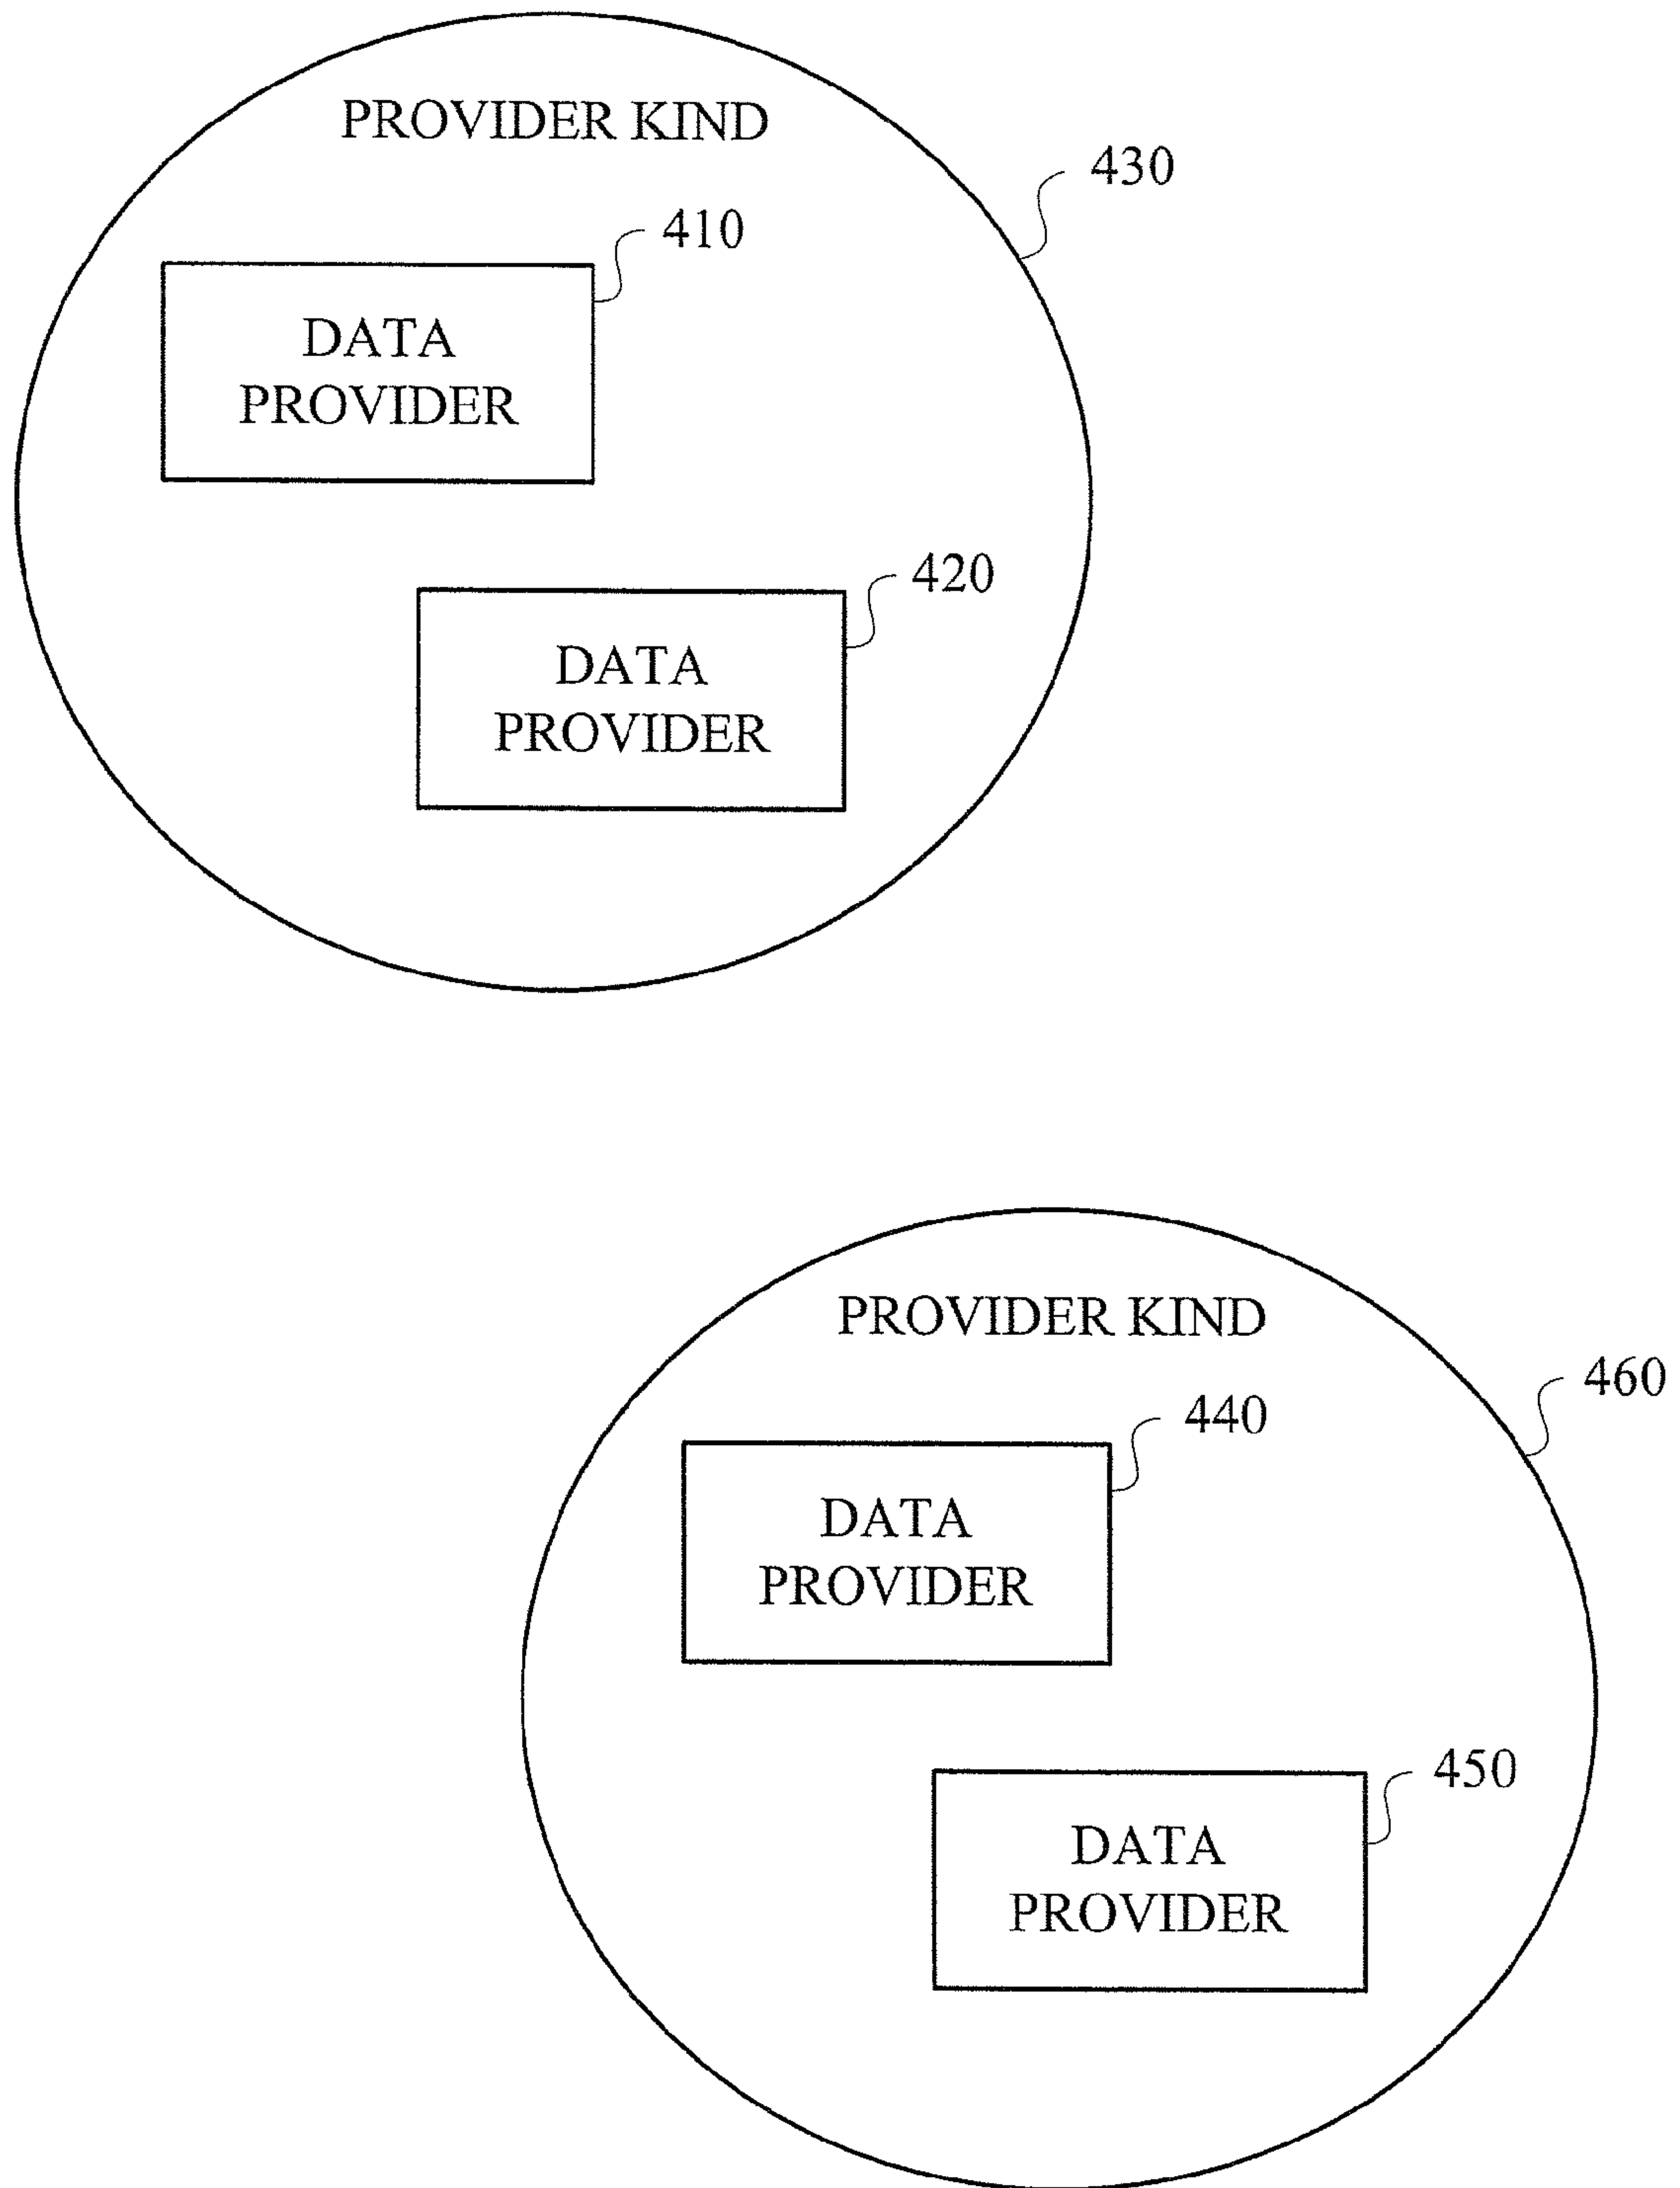 PROVIDER KIND
430
410
DATA
PROVIDER
420
DATA
PROVIDER
PROVIDER KIND
460
440
DATA
PROVIDER
450
DATA
PROVIDER